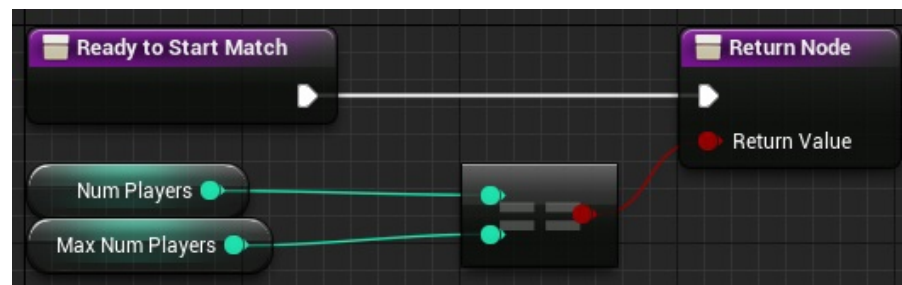 Ready to Start Match
Return Node
Return Value
Num Players
Max Num Players
==